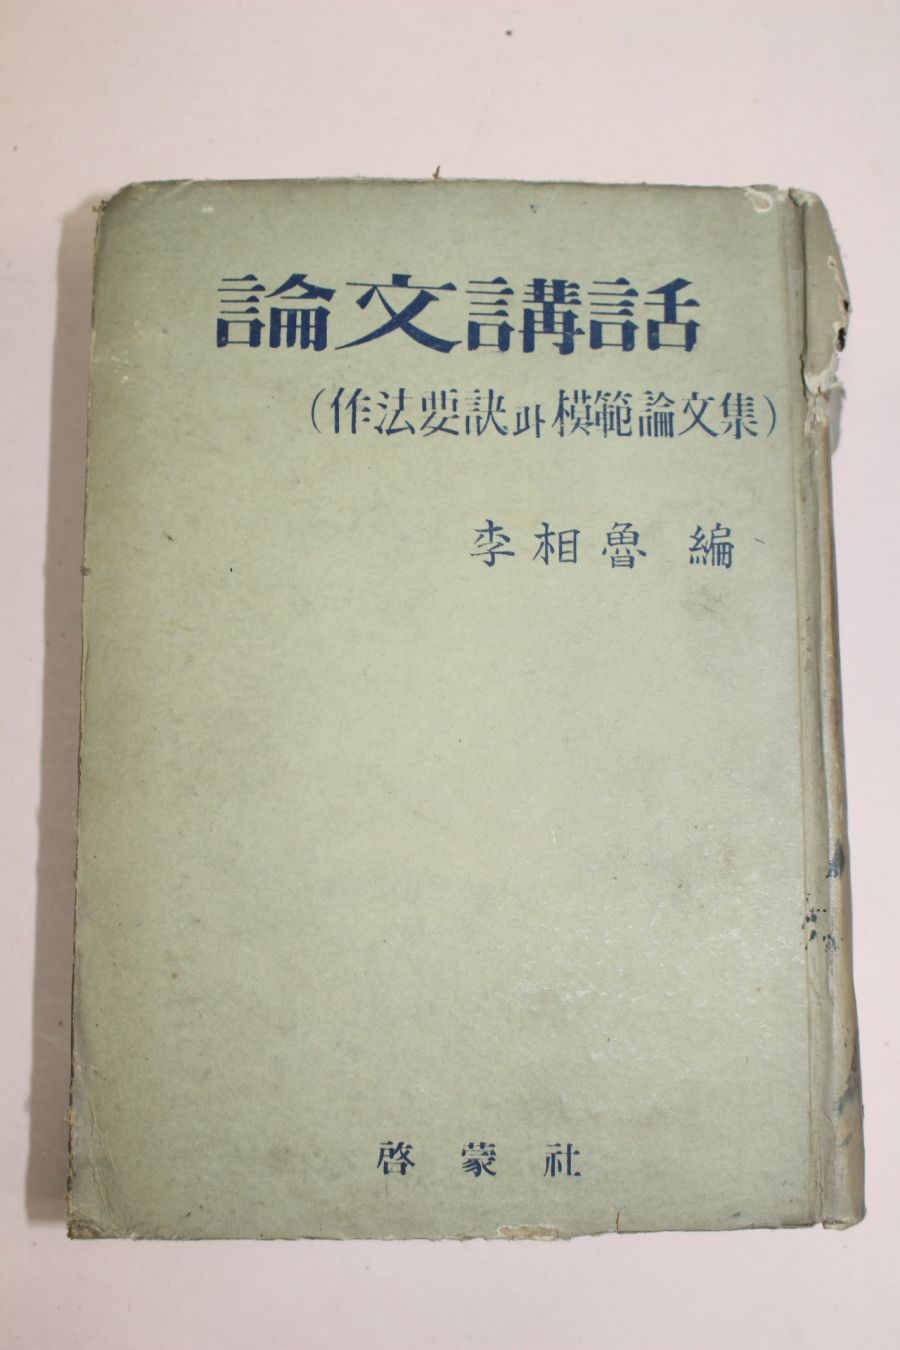 論文講話
(作法要訣과 模範論文集)
李相魯 編
啓蒙社